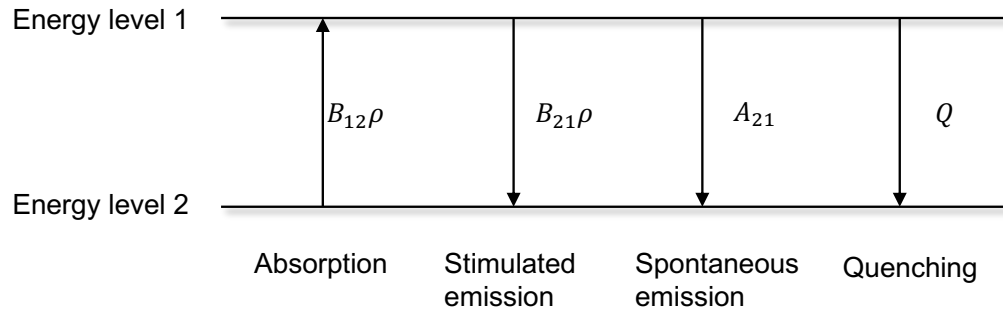 Energy level 1
B₁₂ρ
B₂₁ρ
A₂₁
Q
Energy level 2
Absorption
Stimulated
emission
Spontaneous
emission
Quenching